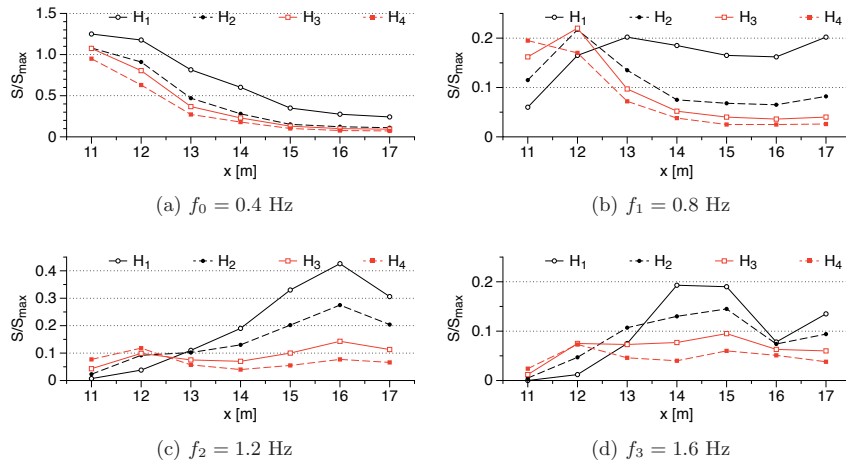 H1 H2 H3 H4
S/Smax
1.5
1.0
0.5
0
11 12 13 14 15 16 17
x [m]
(a) f0 = 0.4 Hz
H1 H2 H3 H4
S/Smax
0.2
0.1
0
11 12 13 14 15 16 17
x [m]
(b) f1 = 0.8 Hz
H1 H2 H3 H4
S/Smax
0.4
0.3
0.2
0.1
0
11 12 13 14 15 16 17
x [m]
(c) f2 = 1.2 Hz
H1 H2 H3 H4
S/Smax
0.2
0.1
0
11 12 13 14 15 16 17
x [m]
(d) f3 = 1.6 Hz